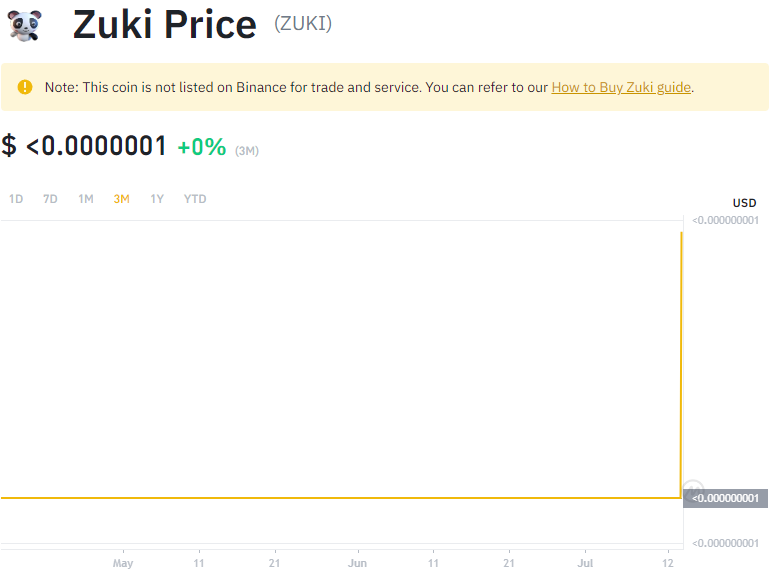 Zuki Price (ZUKI)
Note: This coin is not listed on Binance for trade and service. You can refer to our How to Buy Zuki guide.
$ <0.0000001 +0% (3M)
1D 7D 1M 3M 1Y YTD
USD
<0.000000001
<0.000000001
<0.000000001
May 11 21 Jun 11 21 Jul 12